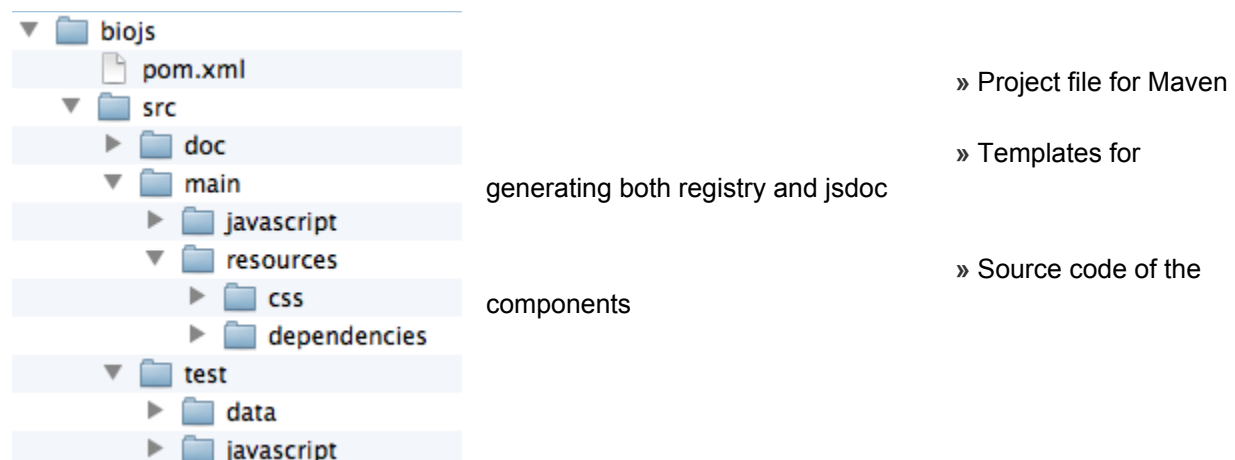 biojs
pom.xml
» Project file for Maven
src
doc
» Templates for
main
generating both registry and jsdoc
javascript
resources
» Source code of the
css
components
dependencies
test
data
javascript